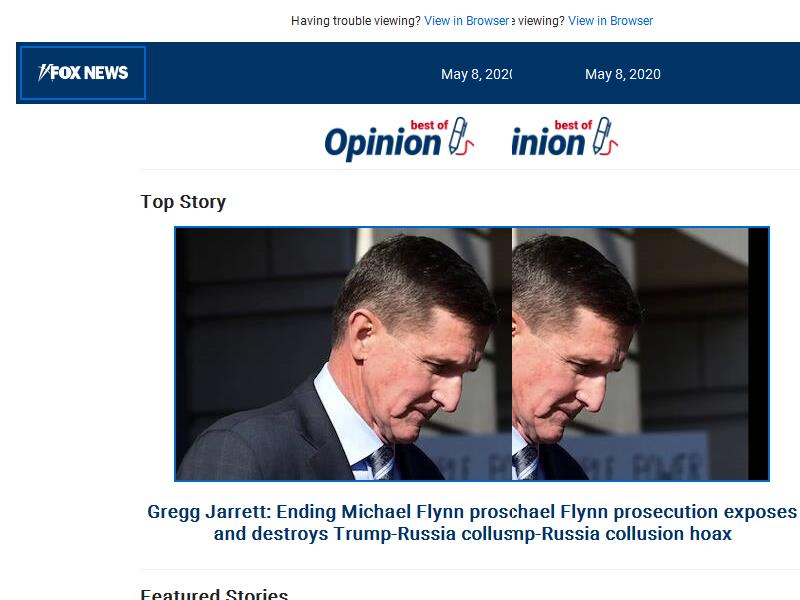 Having trouble viewing? View in Browser e viewing? View in Browser
FOX NEWS
May 8, 2020 May 8, 2020
best of best of
Opinion inion
Top Story
Gregg Jarrett: Ending Michael Flynn proschael Flynn prosecution exposes
and destroys Trump-Russia collusmp-Russia collusion hoax
Featured Stories